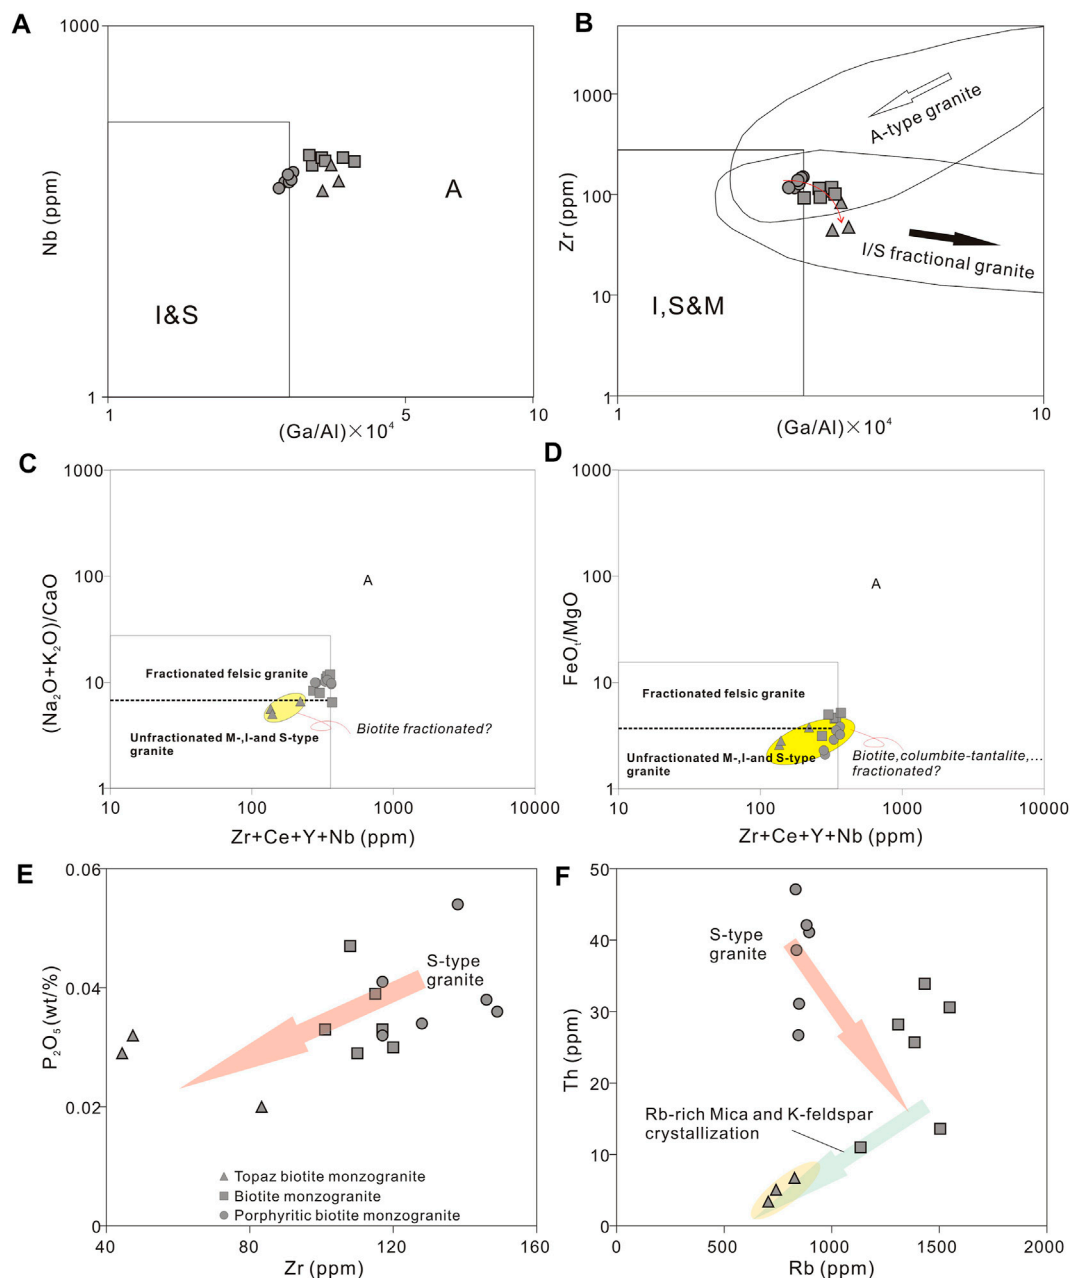 A
1000
Nb (ppm)
A
I&S
1
1
5
10
(Ga/Al)×10⁴
B
1000
100
10
1
Zr (ppm)
A-type granite
I/S fractional granite
I,S&M
1
10
(Ga/Al)×10⁴
C
1000
100
10
1
(Na₂O+K₂O)/CaO
A
Fractionated felsic granite
Biotite fractionated?
Unfractionated M-,I-and S-type
granite
10
100
1000
10000
Zr+Ce+Y+Nb (ppm)
D
1000
100
10
1
FeOₜ/MgO
A
Fractionated felsic granite
Unfractionated M-,I-and S-type
granite
Biotite,columbite-tantalite,...
fractionated?
10
100
1000
10000
Zr+Ce+Y+Nb (ppm)
E
0.06
0.04
0.02
0
P₂O₅(wt/%)
S-type
granite
Topaz biotite monzogranite
Biotite monzogranite
Porphyritic biotite monzogranite
40
80
120
160
Zr (ppm)
F
50
40
30
20
10
0
Th (ppm)
S-type
granite
Rb-rich Mica and K-feldspar
crystallization
0
500
1000
1500
2000
Rb (ppm)